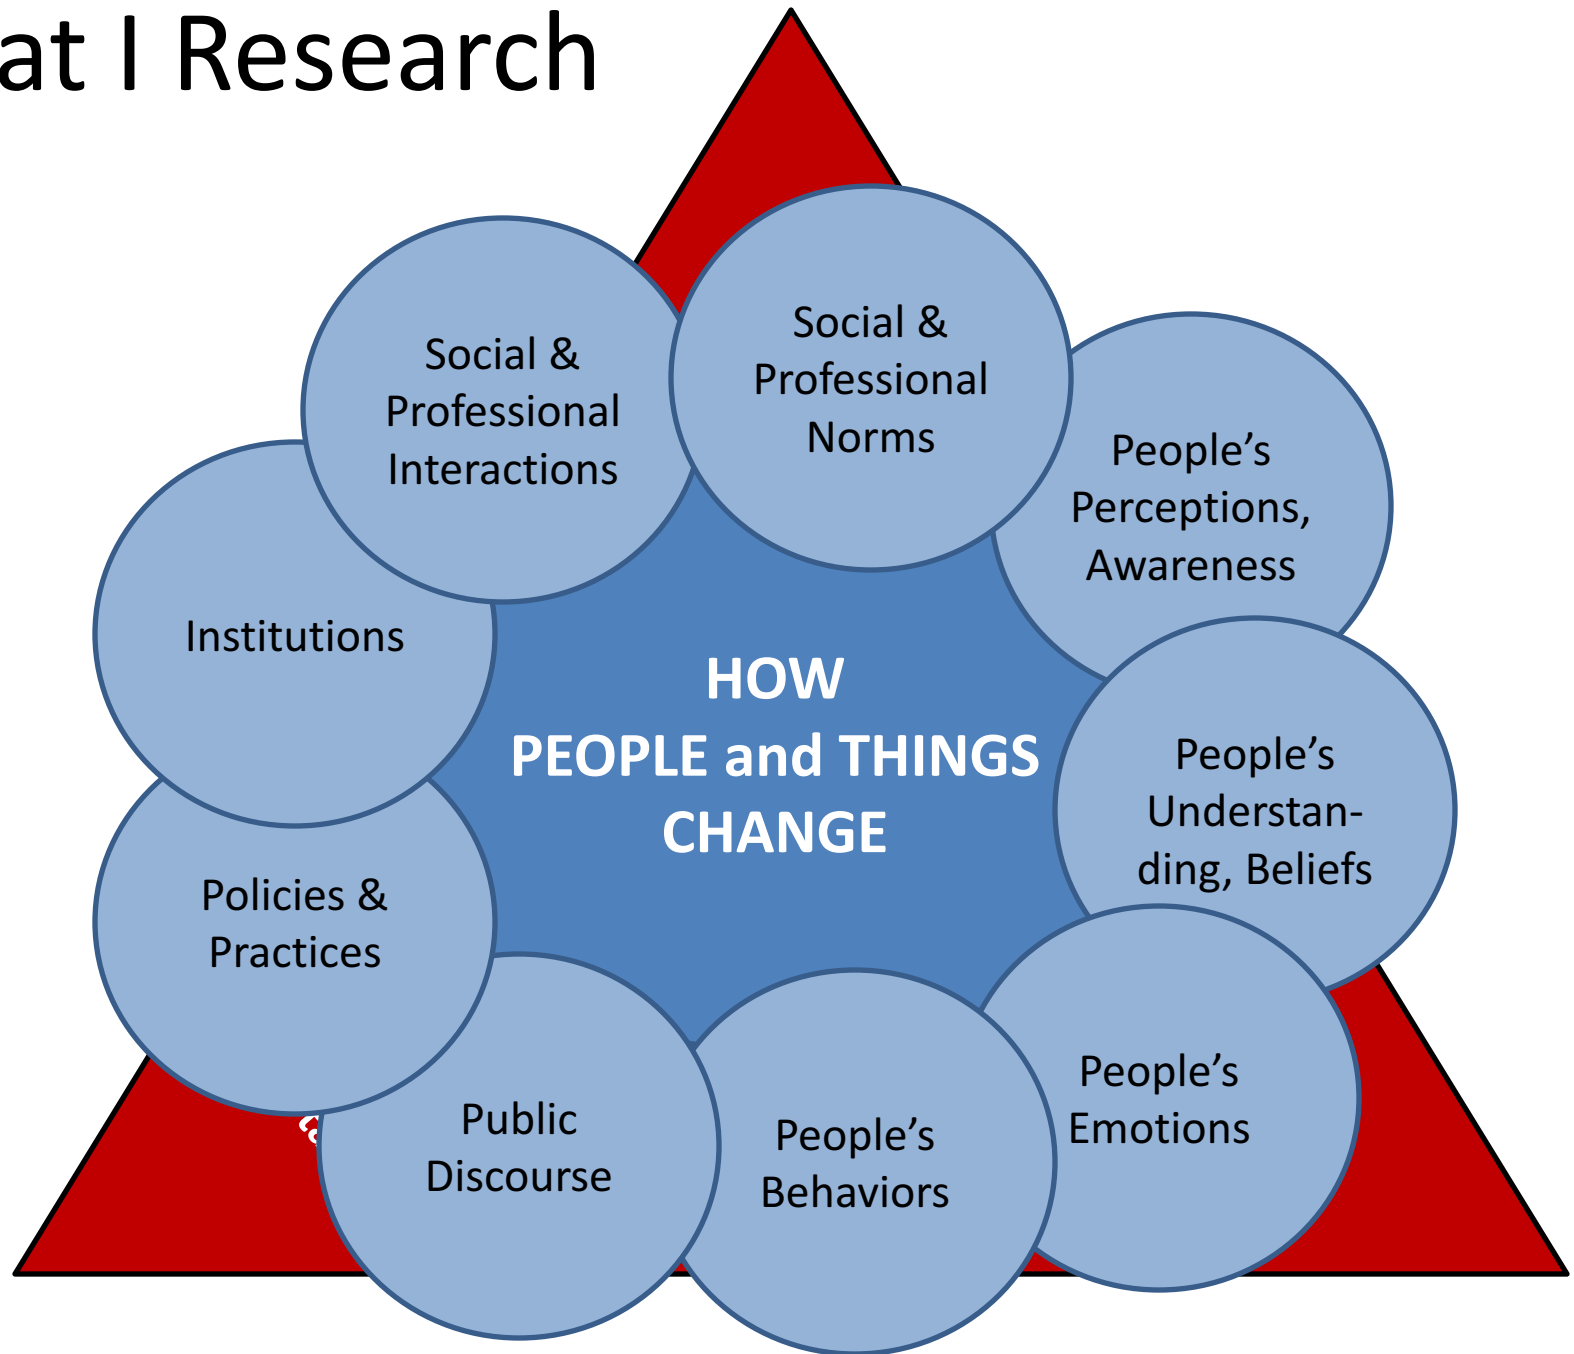 at I Research
Social &
Professional
Norms
Social &
Professional
Interactions
People’s
Perceptions,
Awareness
Institutions
HOW
PEOPLE and THINGS
CHANGE
People’s
Understan-
ding, Beliefs
Policies &
Practices
People’s
Emotions
Public
Discourse
People’s
Behaviors